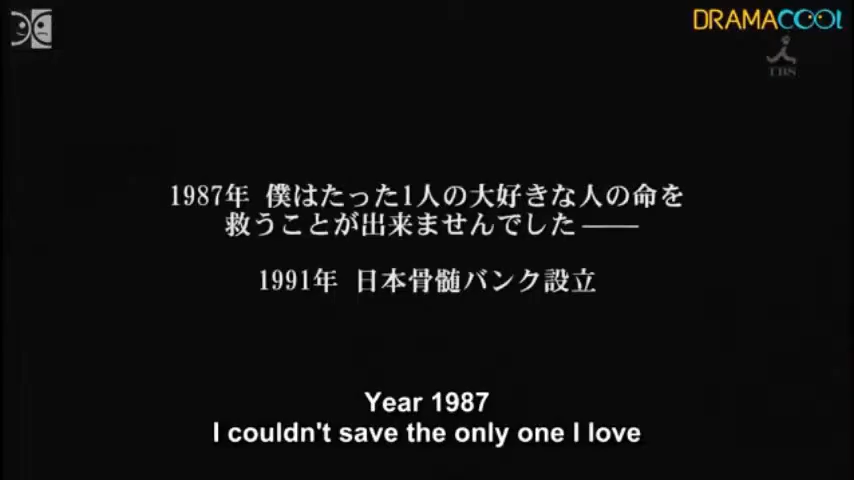 DRAMACOOL
TBS
1987年 僕はたった1人の大好きな人の命を
救うことが出来ませんでした――
1991年 日本骨髄バンク設立
Year 1987
I couldn't save the only one I love